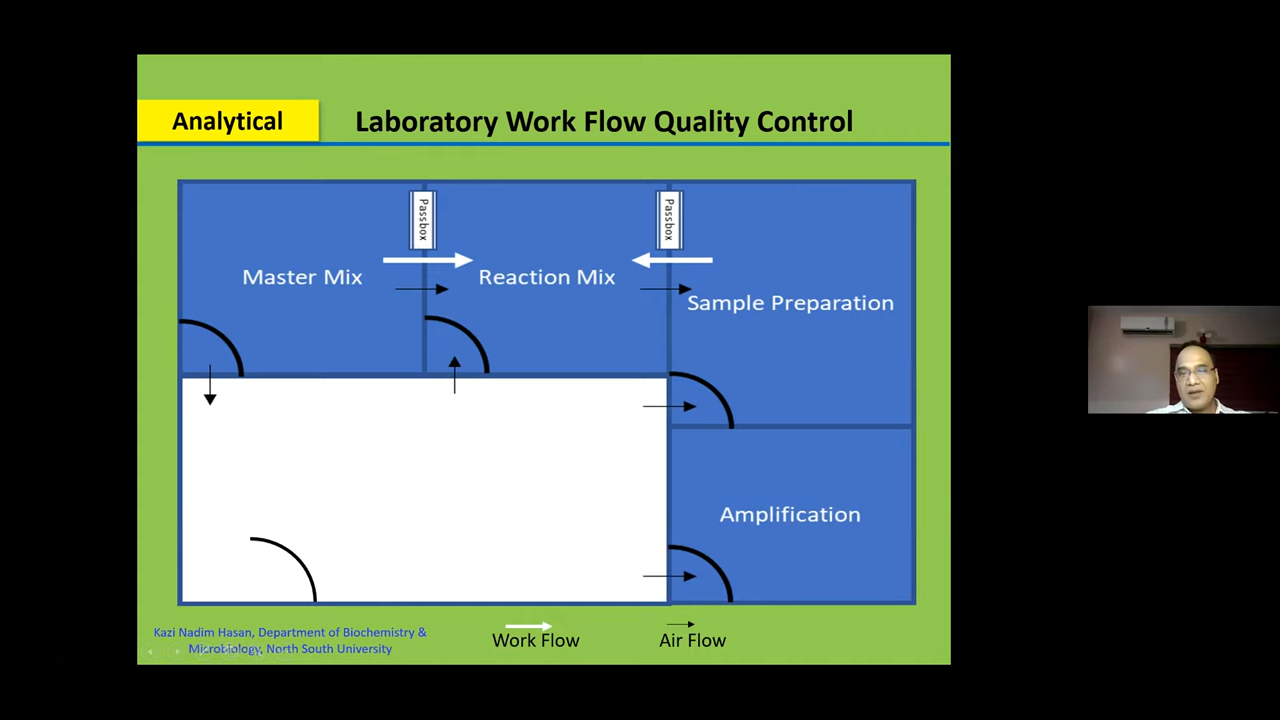 Analytical
Laboratory Work Flow Quality Control
Passbox
Passbox
Master Mix
Reaction Mix
Sample Preparation
Amplification
Kazi Nadim Hasan, Department of Biochemistry &
Microbiology, North South University
Work Flow
Air Flow